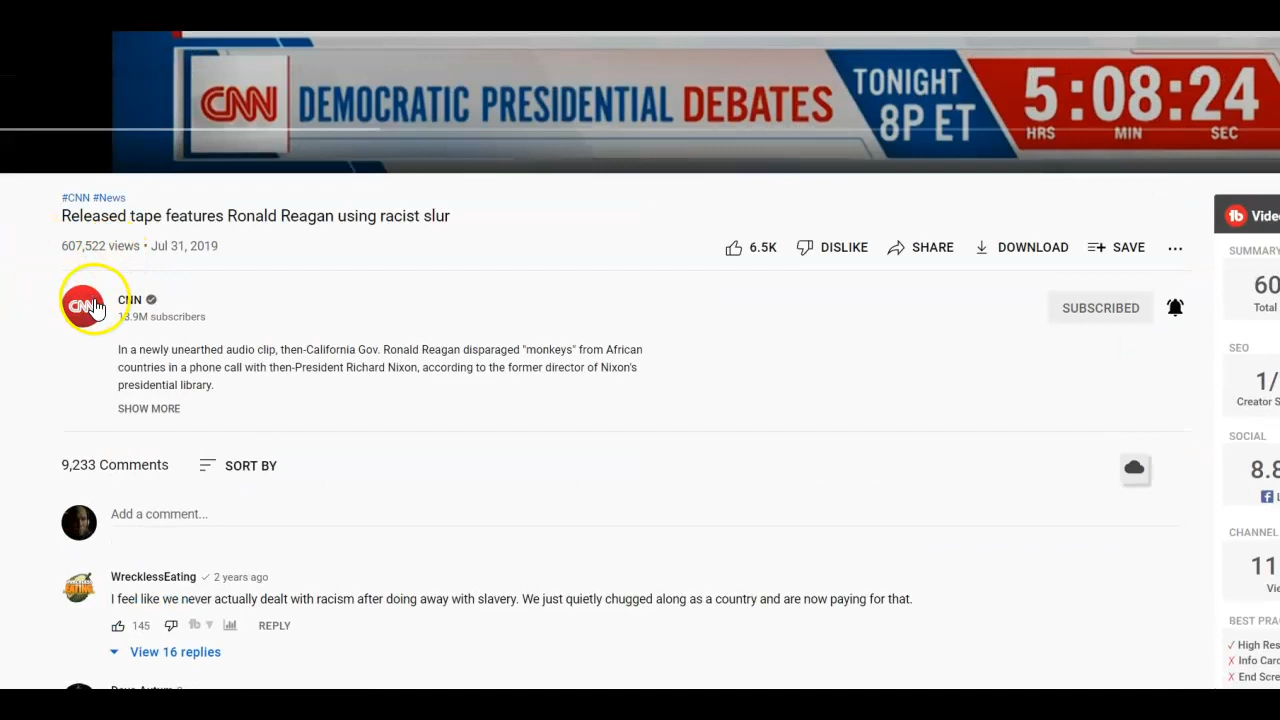 CNN DEMOCRATIC PRESIDENTIAL DEBATES TONIGHT 8P ET 5:08:24
HRS MIN SEC
#CNN #News
Released tape features Ronald Reagan using racist slur
607,522 views • Jul 31, 2019
6.5K DISLIKE SHARE DOWNLOAD SAVE ...
CNN
CNN
13.9M subscribers
SUBSCRIBED
In a newly unearthed audio clip, then-California Gov. Ronald Reagan disparaged "monkeys" from African
countries in a phone call with then-President Richard Nixon, according to the former director of Nixon's
presidential library.
SHOW MORE
9,233 Comments SORT BY
Add a comment...
WrecklessEating 2 years ago
I feel like we never actually dealt with racism after doing away with slavery. We just quietly chugged along as a country and are now paying for that.
145 REPLY
View 16 replies
SUMMARY
60
Total
SEO
1/
Creator S
SOCIAL
8.8
CHANNEL
11
BEST PRA
High Res
Info Car
End Scre